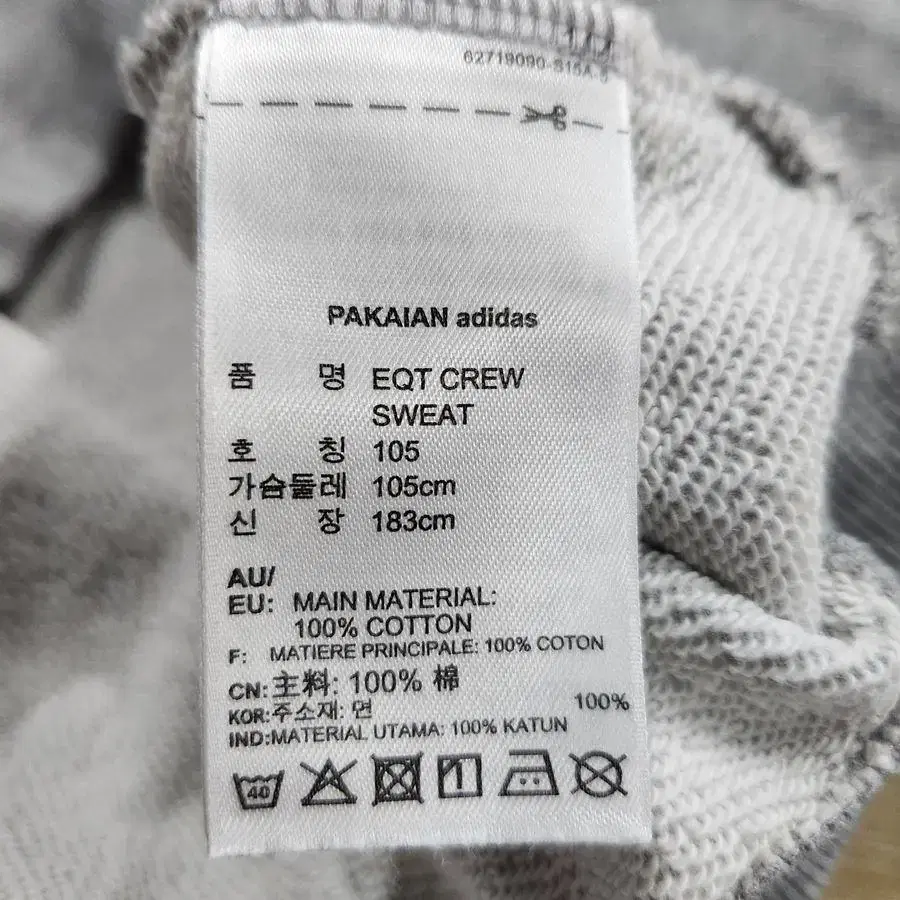 62719090-S15A.5
PAKAIAN adidas
품 명 EQT CREW
SWEAT
호 칭 105
가슴둘레 105cm
신 장 183cm
AU/
EU: MAIN MATERIAL:
100% COTTON
F: MATIERE PRINCIPALE: 100% COTON
CN:主料: 100% 棉
KOR:주소재: 면 100%
IND:MATERIAL UTAMA: 100% KATUN
40 1